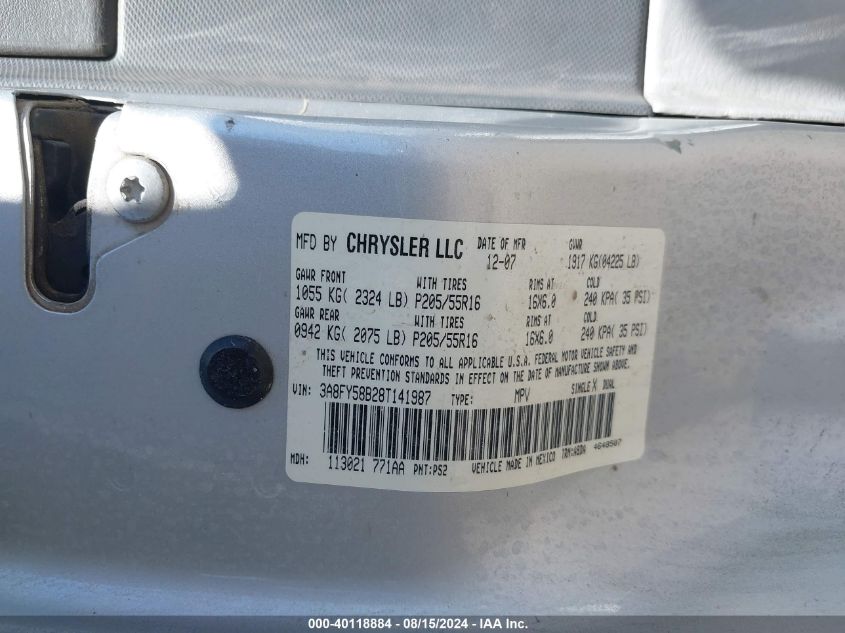 MFD BY CHRYSLER LLC DATE OF MFR 12-07 GVWR 1917 KG(04225 LB)
GAWR FRONT WITH TIRES RIMS AT COLD
1055 KG( 2324 LB) P205/55R16 16X6.0 240 KPA( 35 PSI)
GAWR REAR WITH TIRES RIMS AT COLD
0942 KG( 2075 LB) P205/55R16 16X6.0 240 KPA( 35 PSI)
THIS VEHICLE CONFORMS TO ALL APPLICABLE U.S.A. FEDERAL MOTOR VEHICLE SAFETY AND
THEFT PREVENTION STANDARDS IN EFFECT ON THE DATE OF MANUFACTURE SHOWN ABOVE.
VIN: 3A8FY58B28T141987 TYPE: MPV SINGLE X DUAL
MDH: 113021 771AA PNT:PS2 VEHICLE MADE IN MEXICO TRM:ABDA 4648507
000-40118884 - 08/15/2024 - IAA Inc.